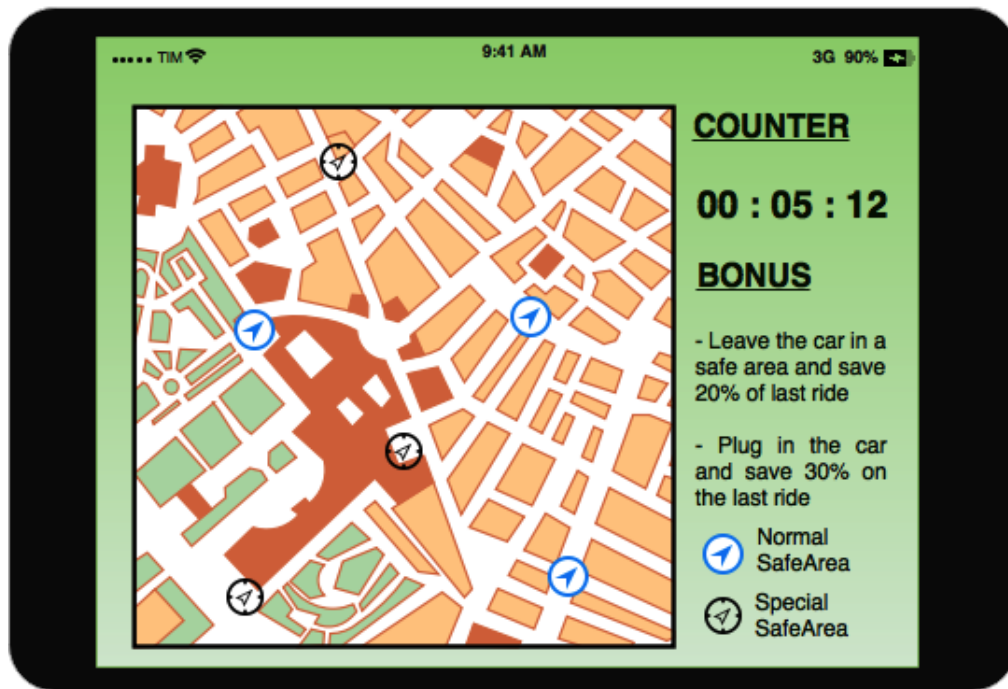 TIM 9:41 AM 3G 90%
COUNTER
00 : 05 : 12
BONUS
- Leave the car in a
safe area and save
20% of last ride
- Plug in the car
and save 30% on
the last ride
Normal
SafeArea
Special
SafeArea